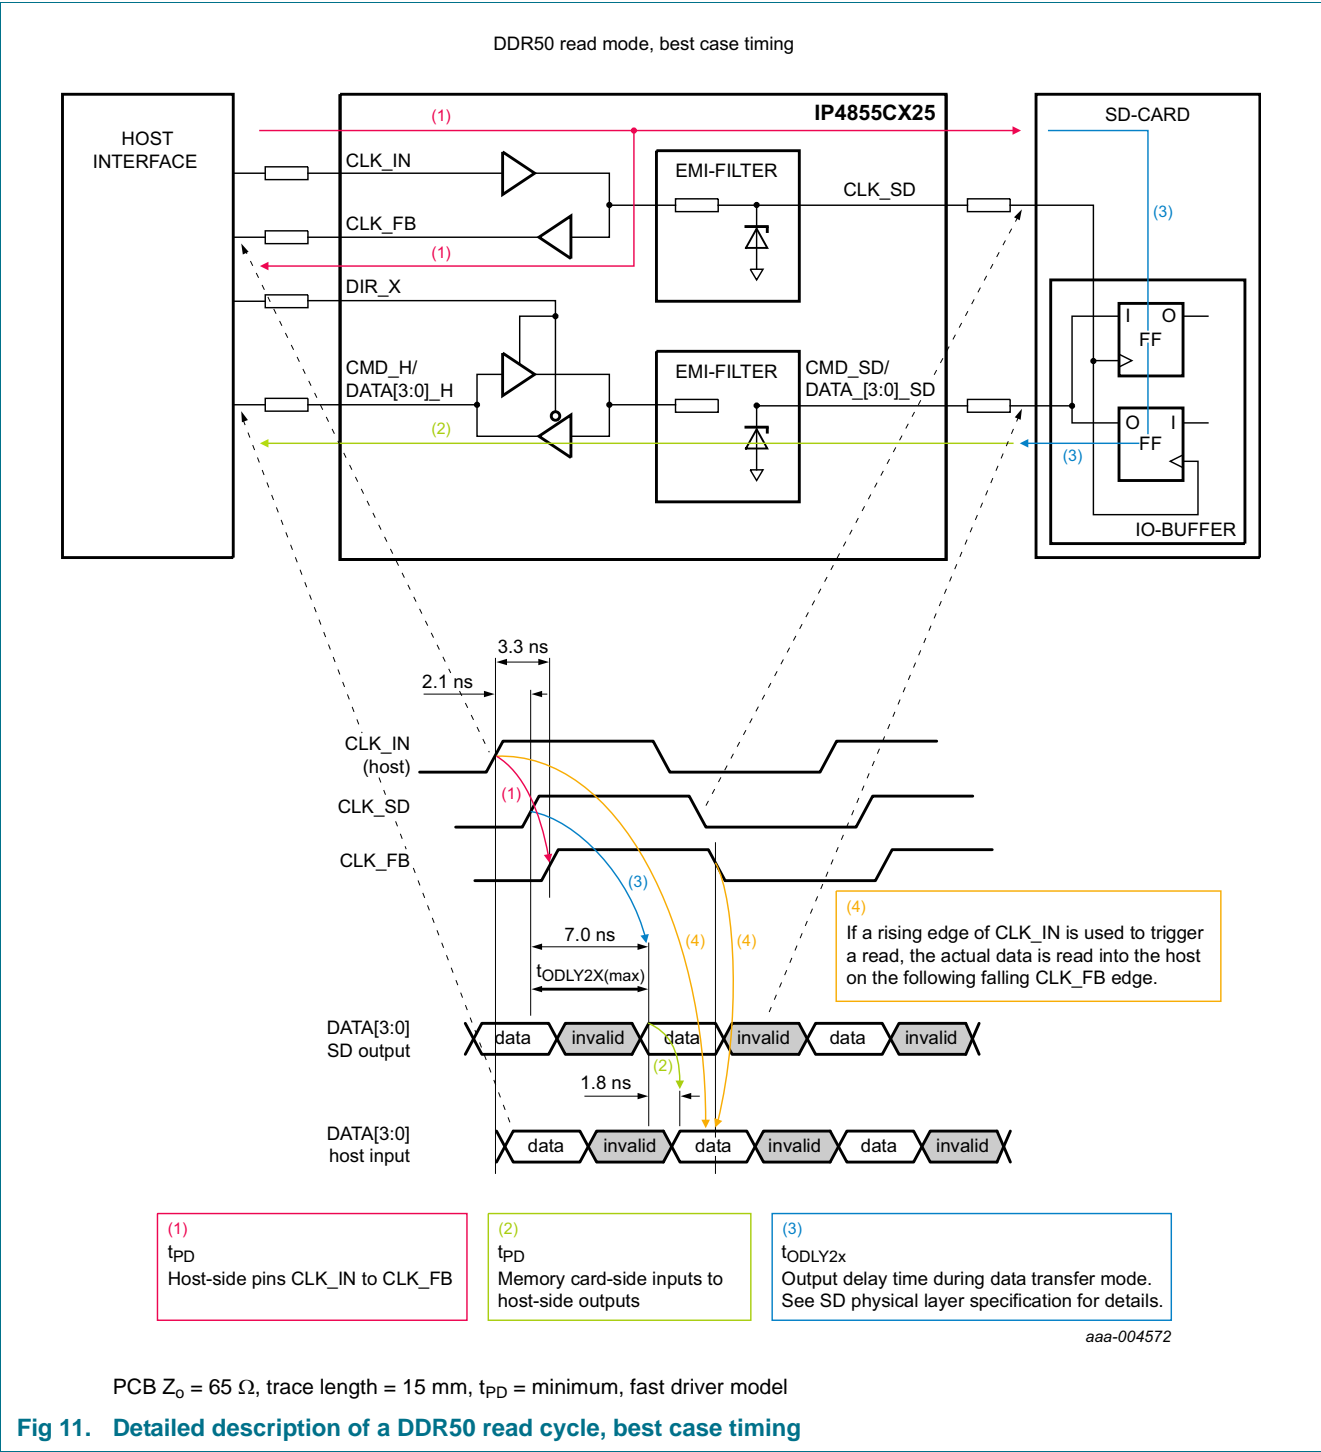 DDR50 read mode, best case timing
HOST
INTERFACE
IP4855CX25
SD-CARD
(1)
CLK_IN
EMI-FILTER
CLK_SD
CLK_FB
(1)
(3)
DIR_X
I O
FF
CMD_H/
DATA[3:0]_H
EMI-FILTER
CMD_SD/
DATA_[3:0]_SD
(2)
O I
FF
(3)
IO-BUFFER
3.3 ns
2.1 ns
CLK_IN
(host)
(1)
CLK_SD
CLK_FB
(3)
7.0 ns
(4)
(4)
tODLY2X(max)
(4)
If a rising edge of CLK_IN is used to trigger
a read, the actual data is read into the host
on the following falling CLK_FB edge.
DATA[3:0]
SD output
data invalid data invalid data invalid
(2)
1.8 ns
DATA[3:0]
host input
data invalid data invalid data invalid
(1)
tPD
Host-side pins CLK_IN to CLK_FB
(2)
tPD
Memory card-side inputs to
host-side outputs
(3)
tODLY2x
Output delay time during data transfer mode.
See SD physical layer specification for details.
aaa-004572
PCB Zo = 65 Ω, trace length = 15 mm, tPD = minimum, fast driver model
Fig 11. Detailed description of a DDR50 read cycle, best case timing